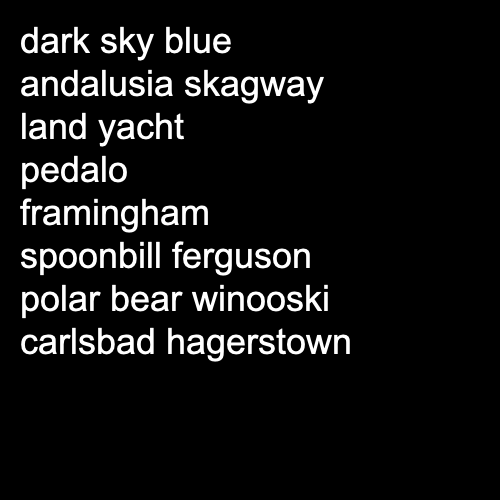 dark sky blue
andalusia skagway
land yacht
pedalo
framingham
spoonbill ferguson
polar bear winooski
carlsbad hagerstown